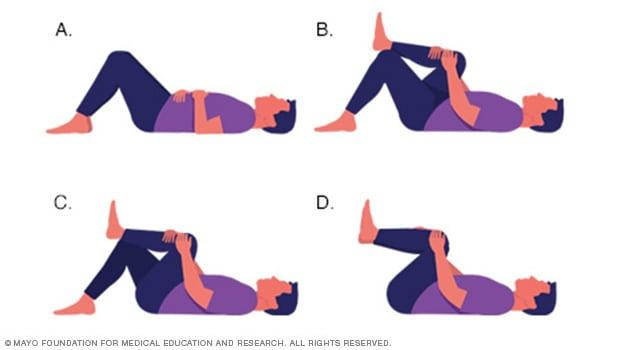 A.
B.
C.
D.
© MAYO FOUNDATION FOR MEDICAL EDUCATION AND RESEARCH. ALL RIGHTS RESERVED.